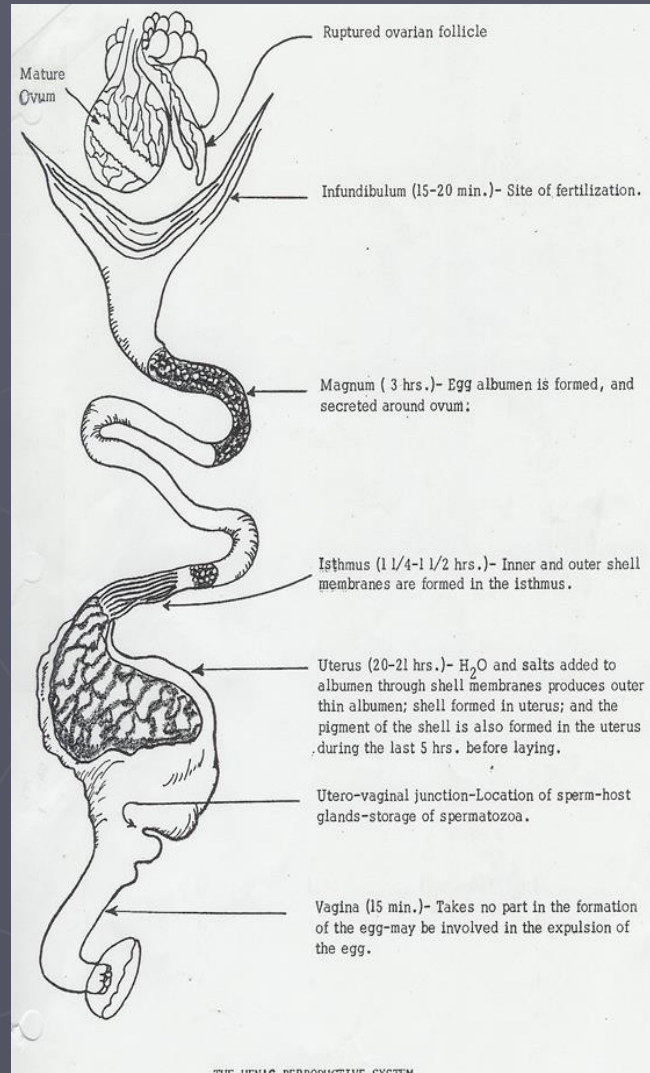 Ruptured ovarian follicle
Mature
Ovum
Infundibulum (15-20 min.)- Site of fertilization.
Magnum ( 3 hrs.)- Egg albumen is formed, and
secreted around ovum;
Isthmus (1 1/4-1 1/2 hrs.)- Inner and outer shell
membranes are formed in the isthmus.
Uterus (20-21 hrs.)- H₂O and salts added to
albumen through shell membranes produces outer
thin albumen; shell formed in uterus; and the
pigment of the shell is also formed in the uterus
during the last 5 hrs. before laying.
Utero-vaginal junction-Location of sperm-host
glands-storage of spermatozoa.
Vagina (15 min.)- Takes no part in the formation
of the egg-may be involved in the expulsion of
the egg.
REPRODUCTIVE SYSTEM